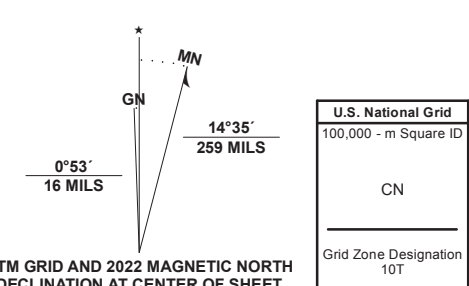 ★
MN
GN
14°35´
259 MILS
0°53´
16 MILS
TM GRID AND 2022 MAGNETIC NORTH
DECLINATION AT CENTER OF SHEET
U.S. National Grid
100,000 - m Square ID
CN
Grid Zone Designation
10T